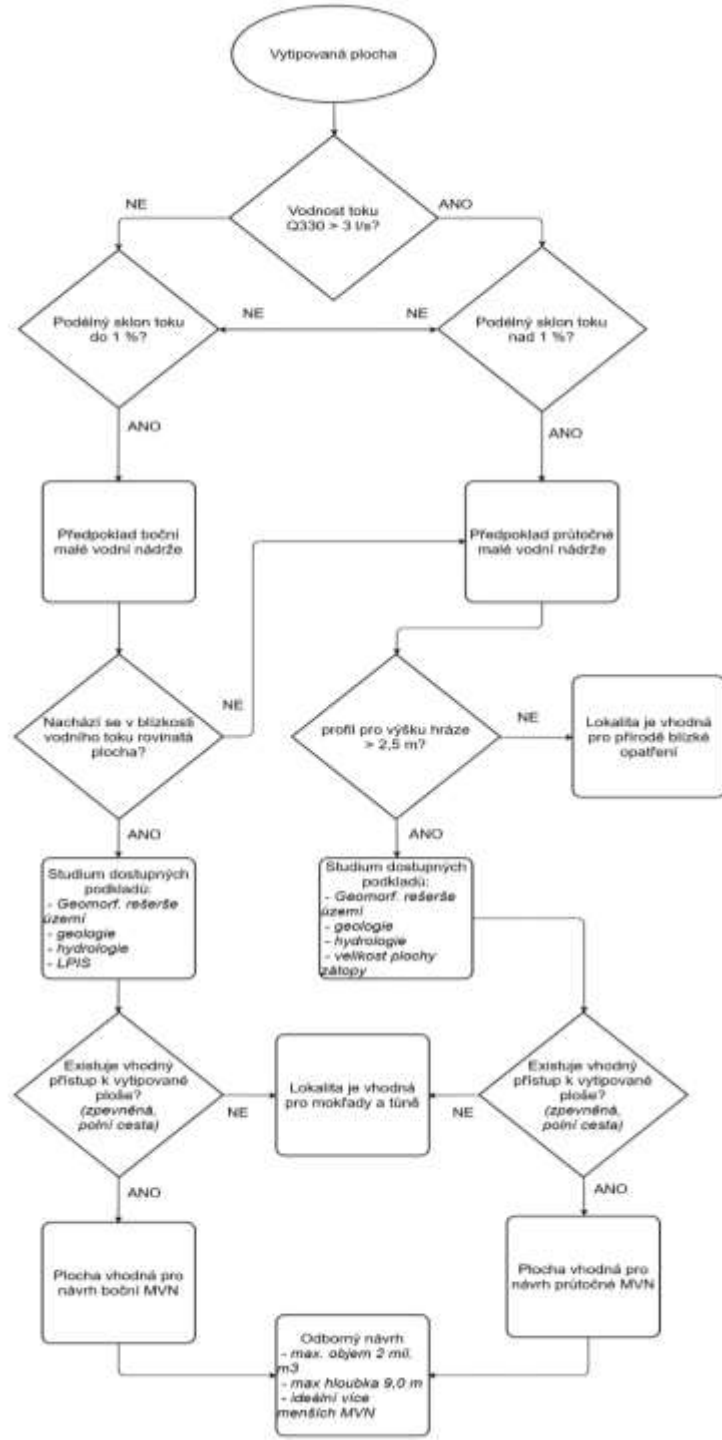 Vytipovaná plocha
NE
ANO
Vodnost toku
Q330 > 3 l/s?
Podélný sklon toku
do 1 %?
NE
NE
Podélný sklon toku
nad 1 %?
ANO
ANO
Předpoklad boční
malé vodní nádrže
Předpoklad průtočné
malé vodní nádrže
Nachází se v blízkosti
vodního toku rovinatá
plocha?
NE
profil pro výšku hráze
> 2,5 m?
NE
Lokalita je vhodná
pro přírodě blízké
opatření
ANO
ANO
Studium dostupných
podkladů:
- Geomorf. rešerše
území
- geologie
- hydrologie
- LPIS
Studium dostupných
podkladů:
- Geomorf. rešerše
území
- geologie
- hydrologie
- velikost plochy
zátopy
Existuje vhodný
přístup k vytipované
ploše?
(zpevněná,
polní cesta)
NE
Lokalita je vhodná
pro mokřady a tůně
NE
Existuje vhodný
přístup k vytipované
ploše?
(zpevněná,
polní cesta)
ANO
ANO
Plocha vhodná pro
návrh boční MVN
Plocha vhodná pro
návrh průtočné MVN
Odborný návrh
- max. objem 2 mil.
m3
- max hloubka 9,0 m
- ideální více
menších MVN